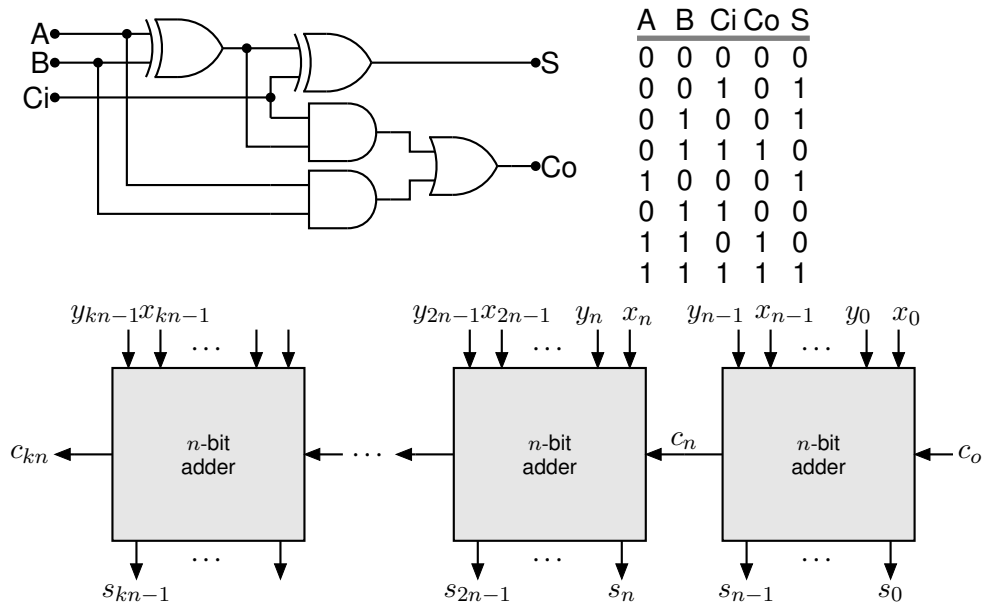 A
B
Ci
S
Co
A B Ci Co S
0 0 0 0 0
0 0 1 0 1
0 1 0 0 1
0 1 1 1 0
1 0 0 0 1
0 1 1 0 0
1 1 0 1 0
1 1 1 1 1
y_{kn−1} x_{kn−1} ... y_{2n−1} x_{2n−1} ... y_n x_n y_{n−1} x_{n−1} ... y_0 x_0
c_{kn} n-bit adder ... n-bit adder c_n n-bit adder c_o
s_{kn−1} ... s_{2n−1} ... s_n s_{n−1} ... s_0